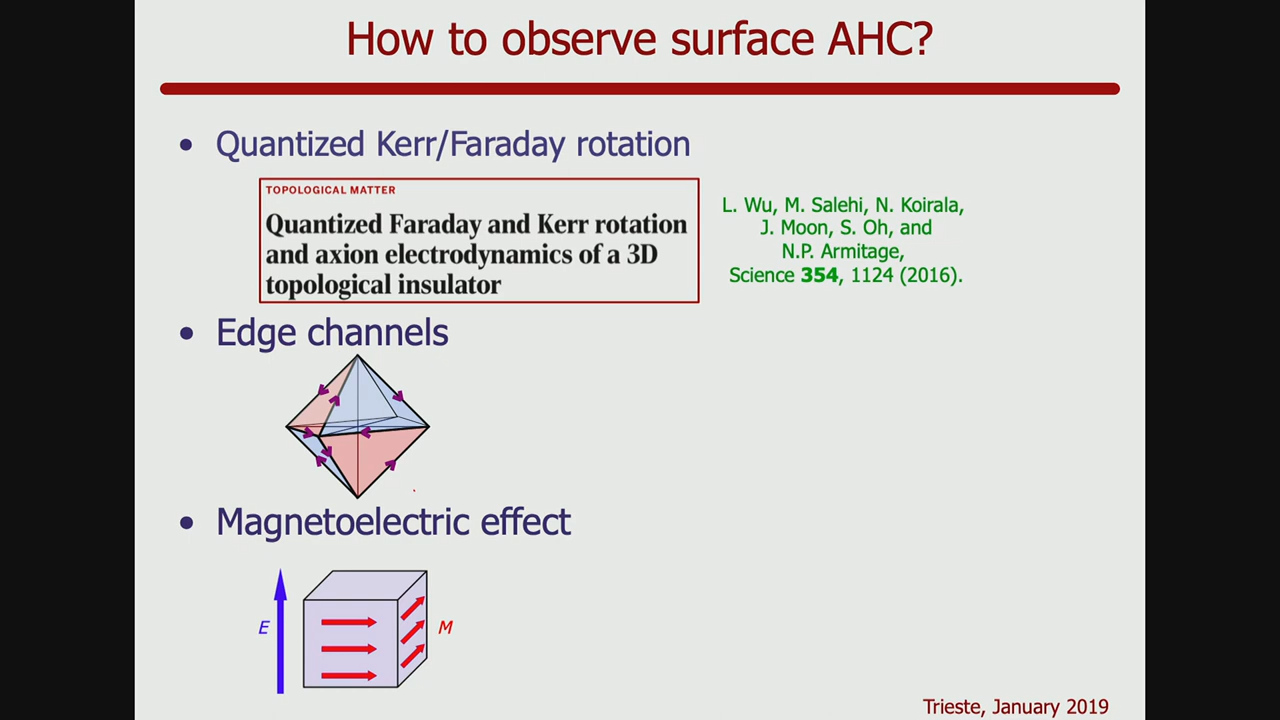 How to observe surface AHC?
• Quantized Kerr/Faraday rotation
TOPOLOGICAL MATTER
Quantized Faraday and Kerr rotation
and axion electrodynamics of a 3D
topological insulator
L. Wu, M. Salehi, N. Koirala,
J. Moon, S. Oh, and
N.P. Armitage,
Science 354, 1124 (2016).
• Edge channels
• Magnetoelectric effect
E
M
Trieste, January 2019